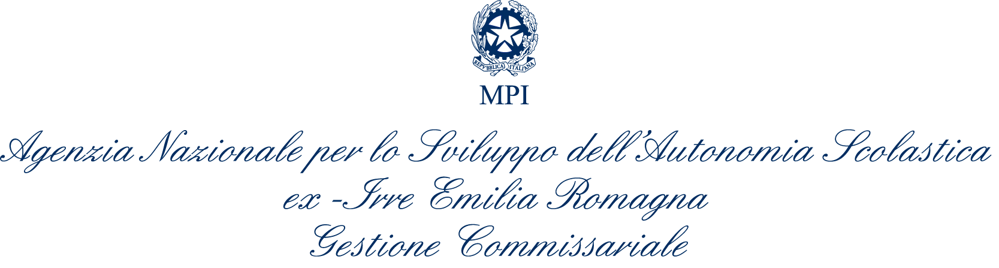 REPVBBLICA ITALIANA
MPI
Agenzia Nazionale per lo Sviluppo dell'Autonomia Scolastica
ex -Irre Emilia Romagna
Gestione Commissariale